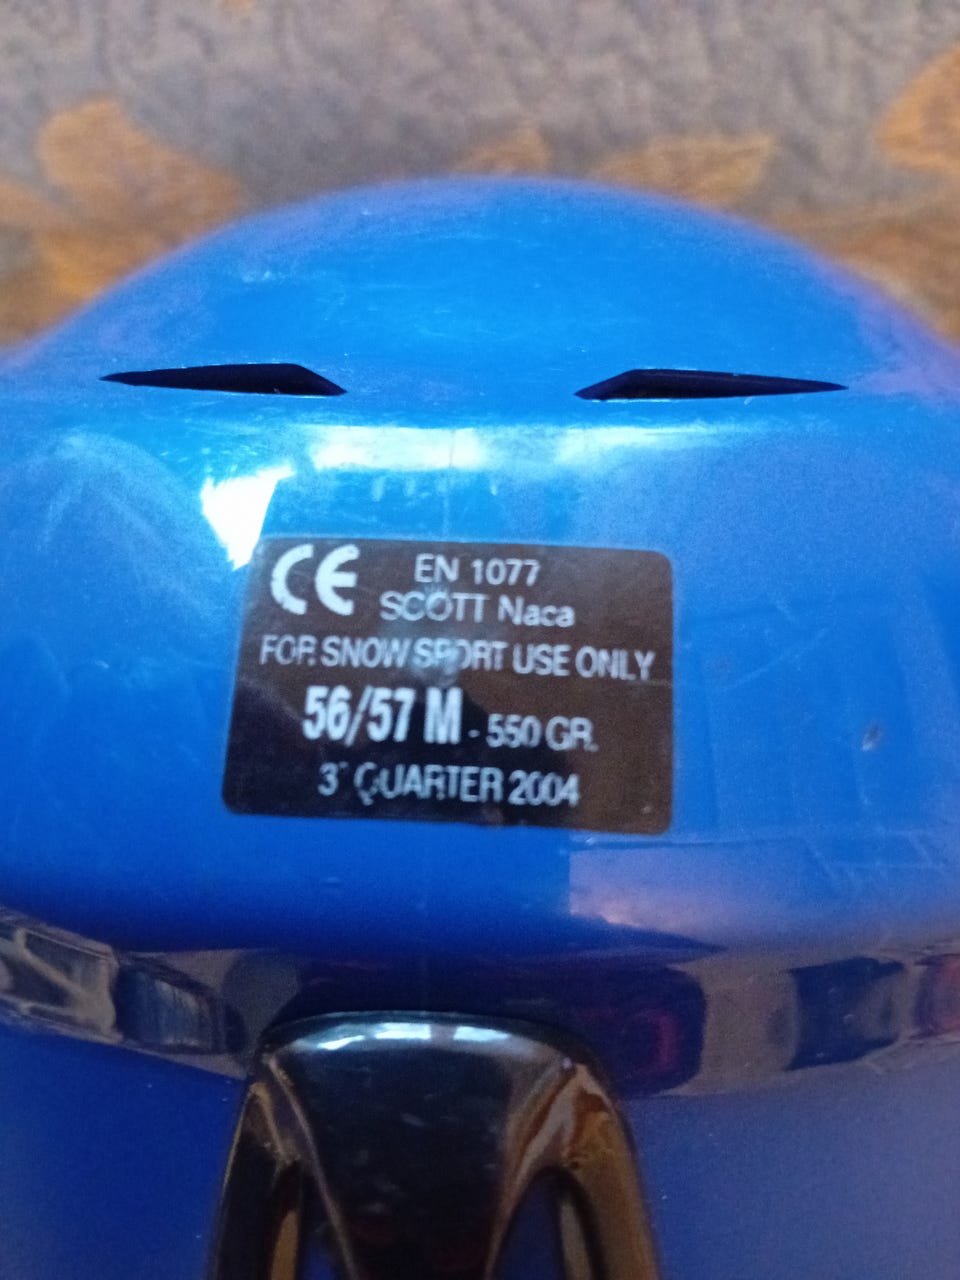 CE EN 1077
SCOTT Naca
FOR SNOW SPORT USE ONLY
56/57 M - 550 GR.
3° QUARTER 2004